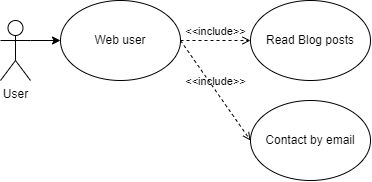 Web user
<<include>>
Read Blog posts
<<include>>
User
Contact by email